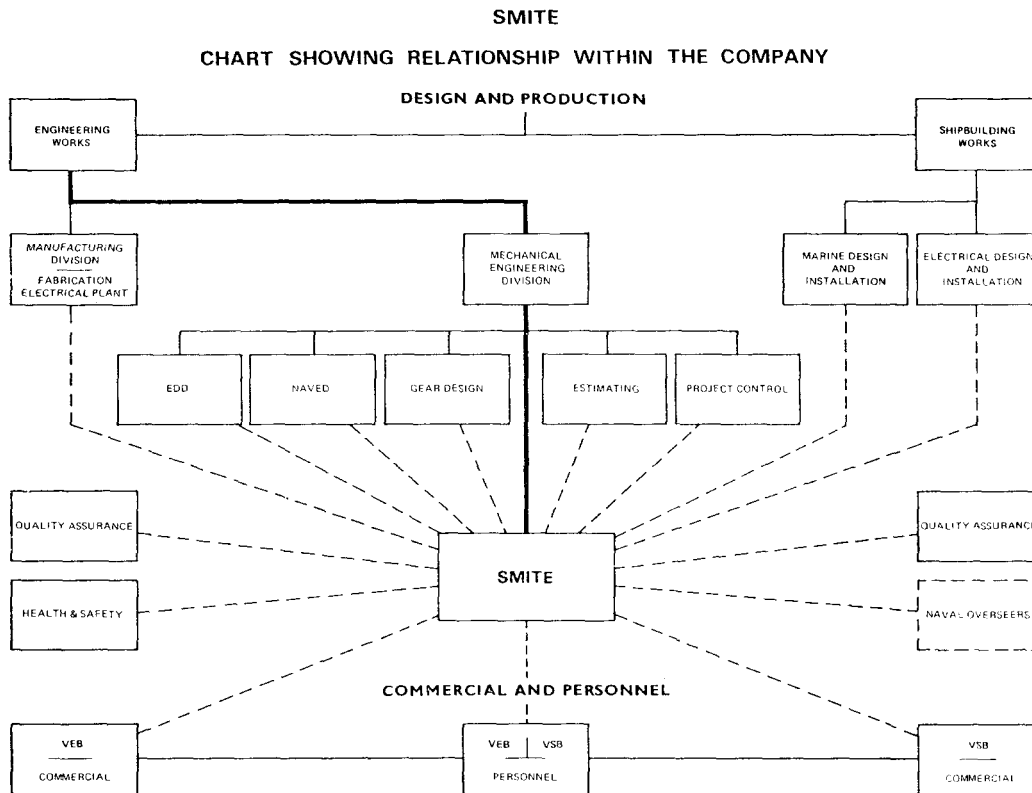 SMITE
CHART SHOWING RELATIONSHIP WITHIN THE COMPANY
DESIGN AND PRODUCTION
ENGINEERING
WORKS
SHIPBUILDING
WORKS
MANUFACTURING
DIVISION
FABRICATION
ELECTRICAL PLANT
MECHANICAL
ENGINEERING
DIVISION
MARINE DESIGN
AND
INSTALLATION
ELECTRICAL DESIGN
AND
INSTALLATION
EDD
NAVED
GEAR DESIGN
ESTIMATING
PROJECT CONTROL
QUALITY ASSURANCE
SMITE
QUALITY ASSURANCE
HEALTH & SAFETY
NAVAL OVERSEERS
COMMERCIAL AND PERSONNEL
VEB
COMMERCIAL
VEB VSB
PERSONNEL
VSB
COMMERCIAL